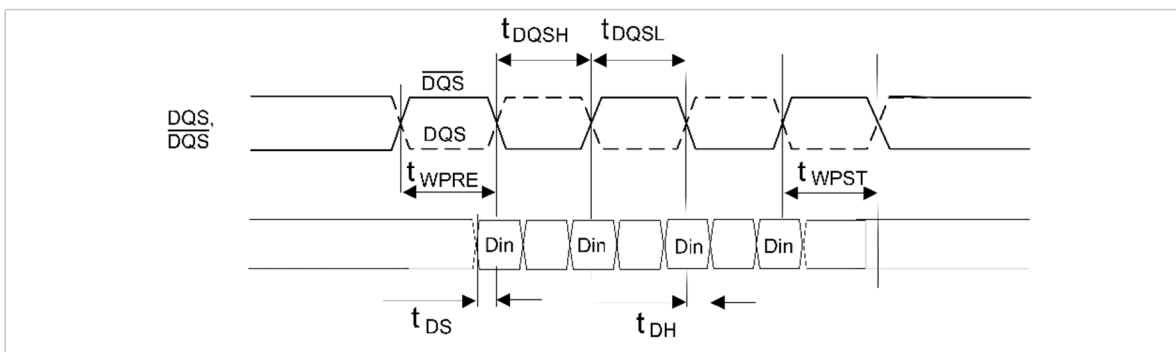 tDQSH tDQSL
DQS
DQS,
DQS
DQS
tWPRE tWPST
Din Din Din Din
tDS tDH